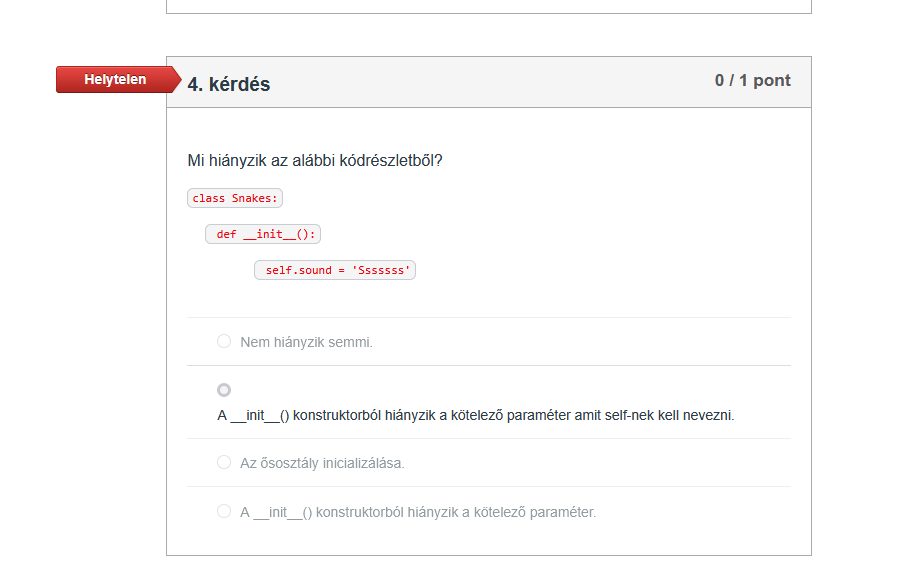 Helytelen
4. kérdés
0 / 1 pont
Mi hiányzik az alábbi kódrészletből?
class Snakes:
def __init__():
self.sound = 'Sssssss'
Nem hiányzik semmi.
A __init__() konstruktorból hiányzik a kötelező paraméter amit self-nek kell nevezni.
Az ősosztály inicializálása.
A __init__() konstruktorból hiányzik a kötelező paraméter.